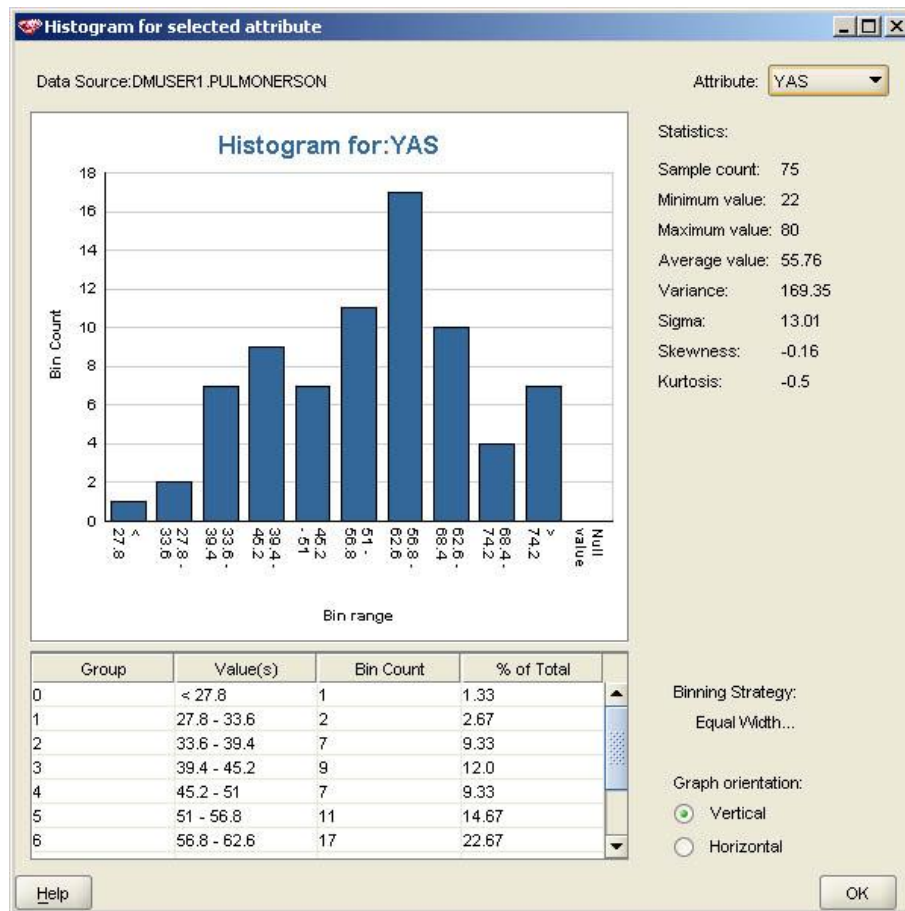 Histogram for selected attribute
Data Source:DMUSER1.PULMONERSON
Attribute: YAS
Histogram for:YAS
18
16
14
12
10
8
6
4
2
0
Bin Count
< 27.8
27.8 - 33.6
33.6 - 39.4
39.4 - 45.2
45.2 - 51
51 - 56.8
56.8 - 62.6
62.6 - 68.4
68.4 - 74.2
> 74.2
Null value
Bin range
Statistics:
Sample count: 75
Minimum value: 22
Maximum value: 80
Average value: 55.76
Variance: 169.35
Sigma: 13.01
Skewness: -0.16
Kurtosis: -0.5
Group Value(s) Bin Count % of Total
0 < 27.8 1 1.33
1 27.8 - 33.6 2 2.67
2 33.6 - 39.4 7 9.33
3 39.4 - 45.2 9 12.0
4 45.2 - 51 7 9.33
5 51 - 56.8 11 14.67
6 56.8 - 62.6 17 22.67
Binning Strategy:
Equal Width...
Graph orientation:
Vertical
Horizontal
Help
OK